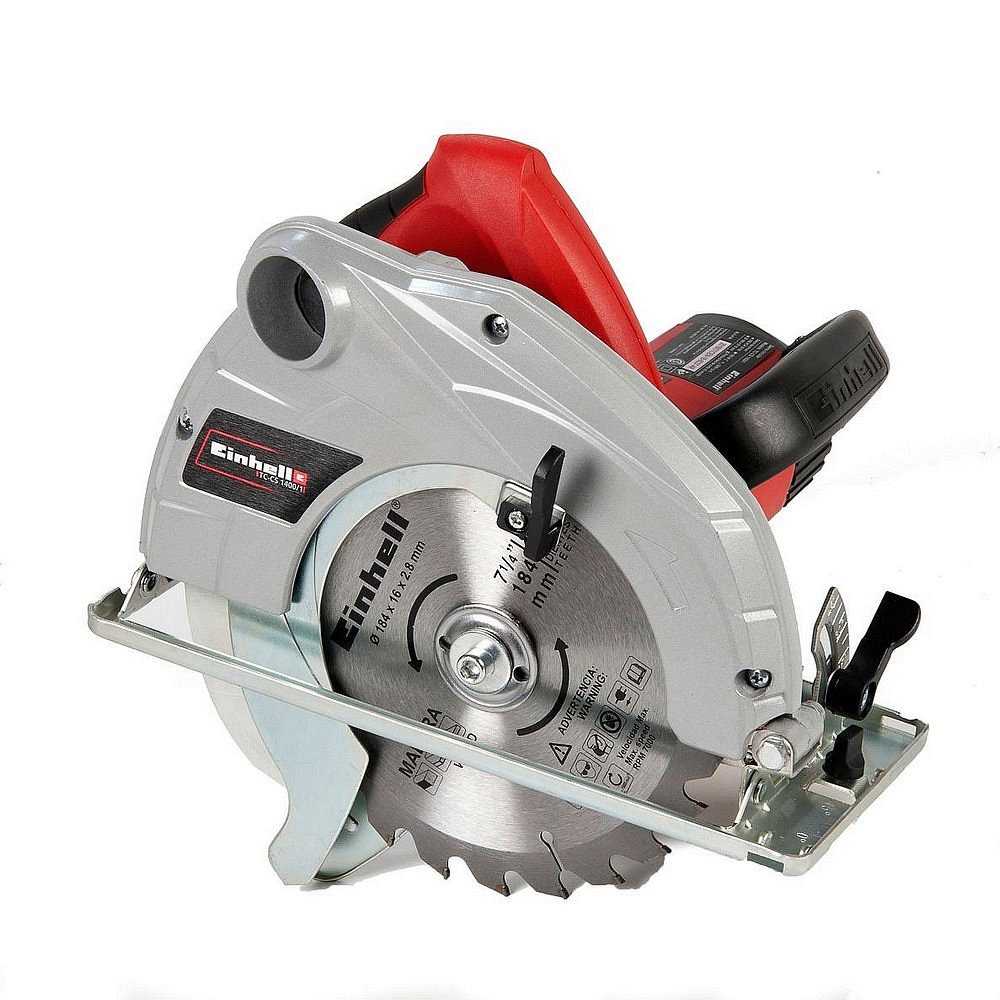 Einhell
TC-CS 1400/1
Einhell®
Ø 184 x 16 x 2.8 mm
7 1/4"
184
mm
TEETH
ADVERTENCIA:
WARNING:
Velocidad Max.
Max. speed
RPM 7000
Einhell
Einhell